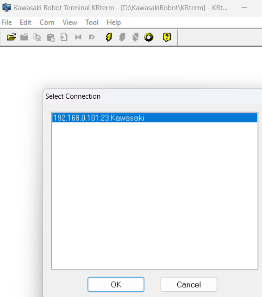 Kawasaki Robot Terminal KRterm - [D:\KawasakiRobot\KRterm] - KRt...
File Edit Com View Tool Help
Select Connection
192.168.0.101:23:Kawasaki
OK Cancel